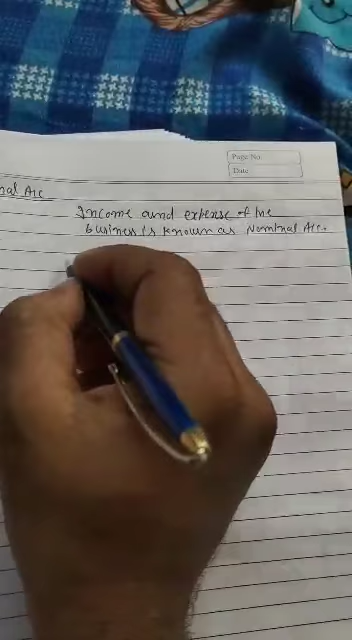 Page No.
Date
nal A/c
Income and expense of the
business is known as Nominal A/c.